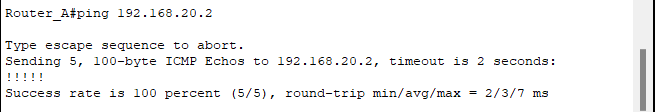 Router_A#ping 192.168.20.2
Type escape sequence to abort.
Sending 5, 100-byte ICMP Echos to 192.168.20.2, timeout is 2 seconds:
!!!!!
Success rate is 100 percent (5/5), round-trip min/avg/max = 2/3/7 ms